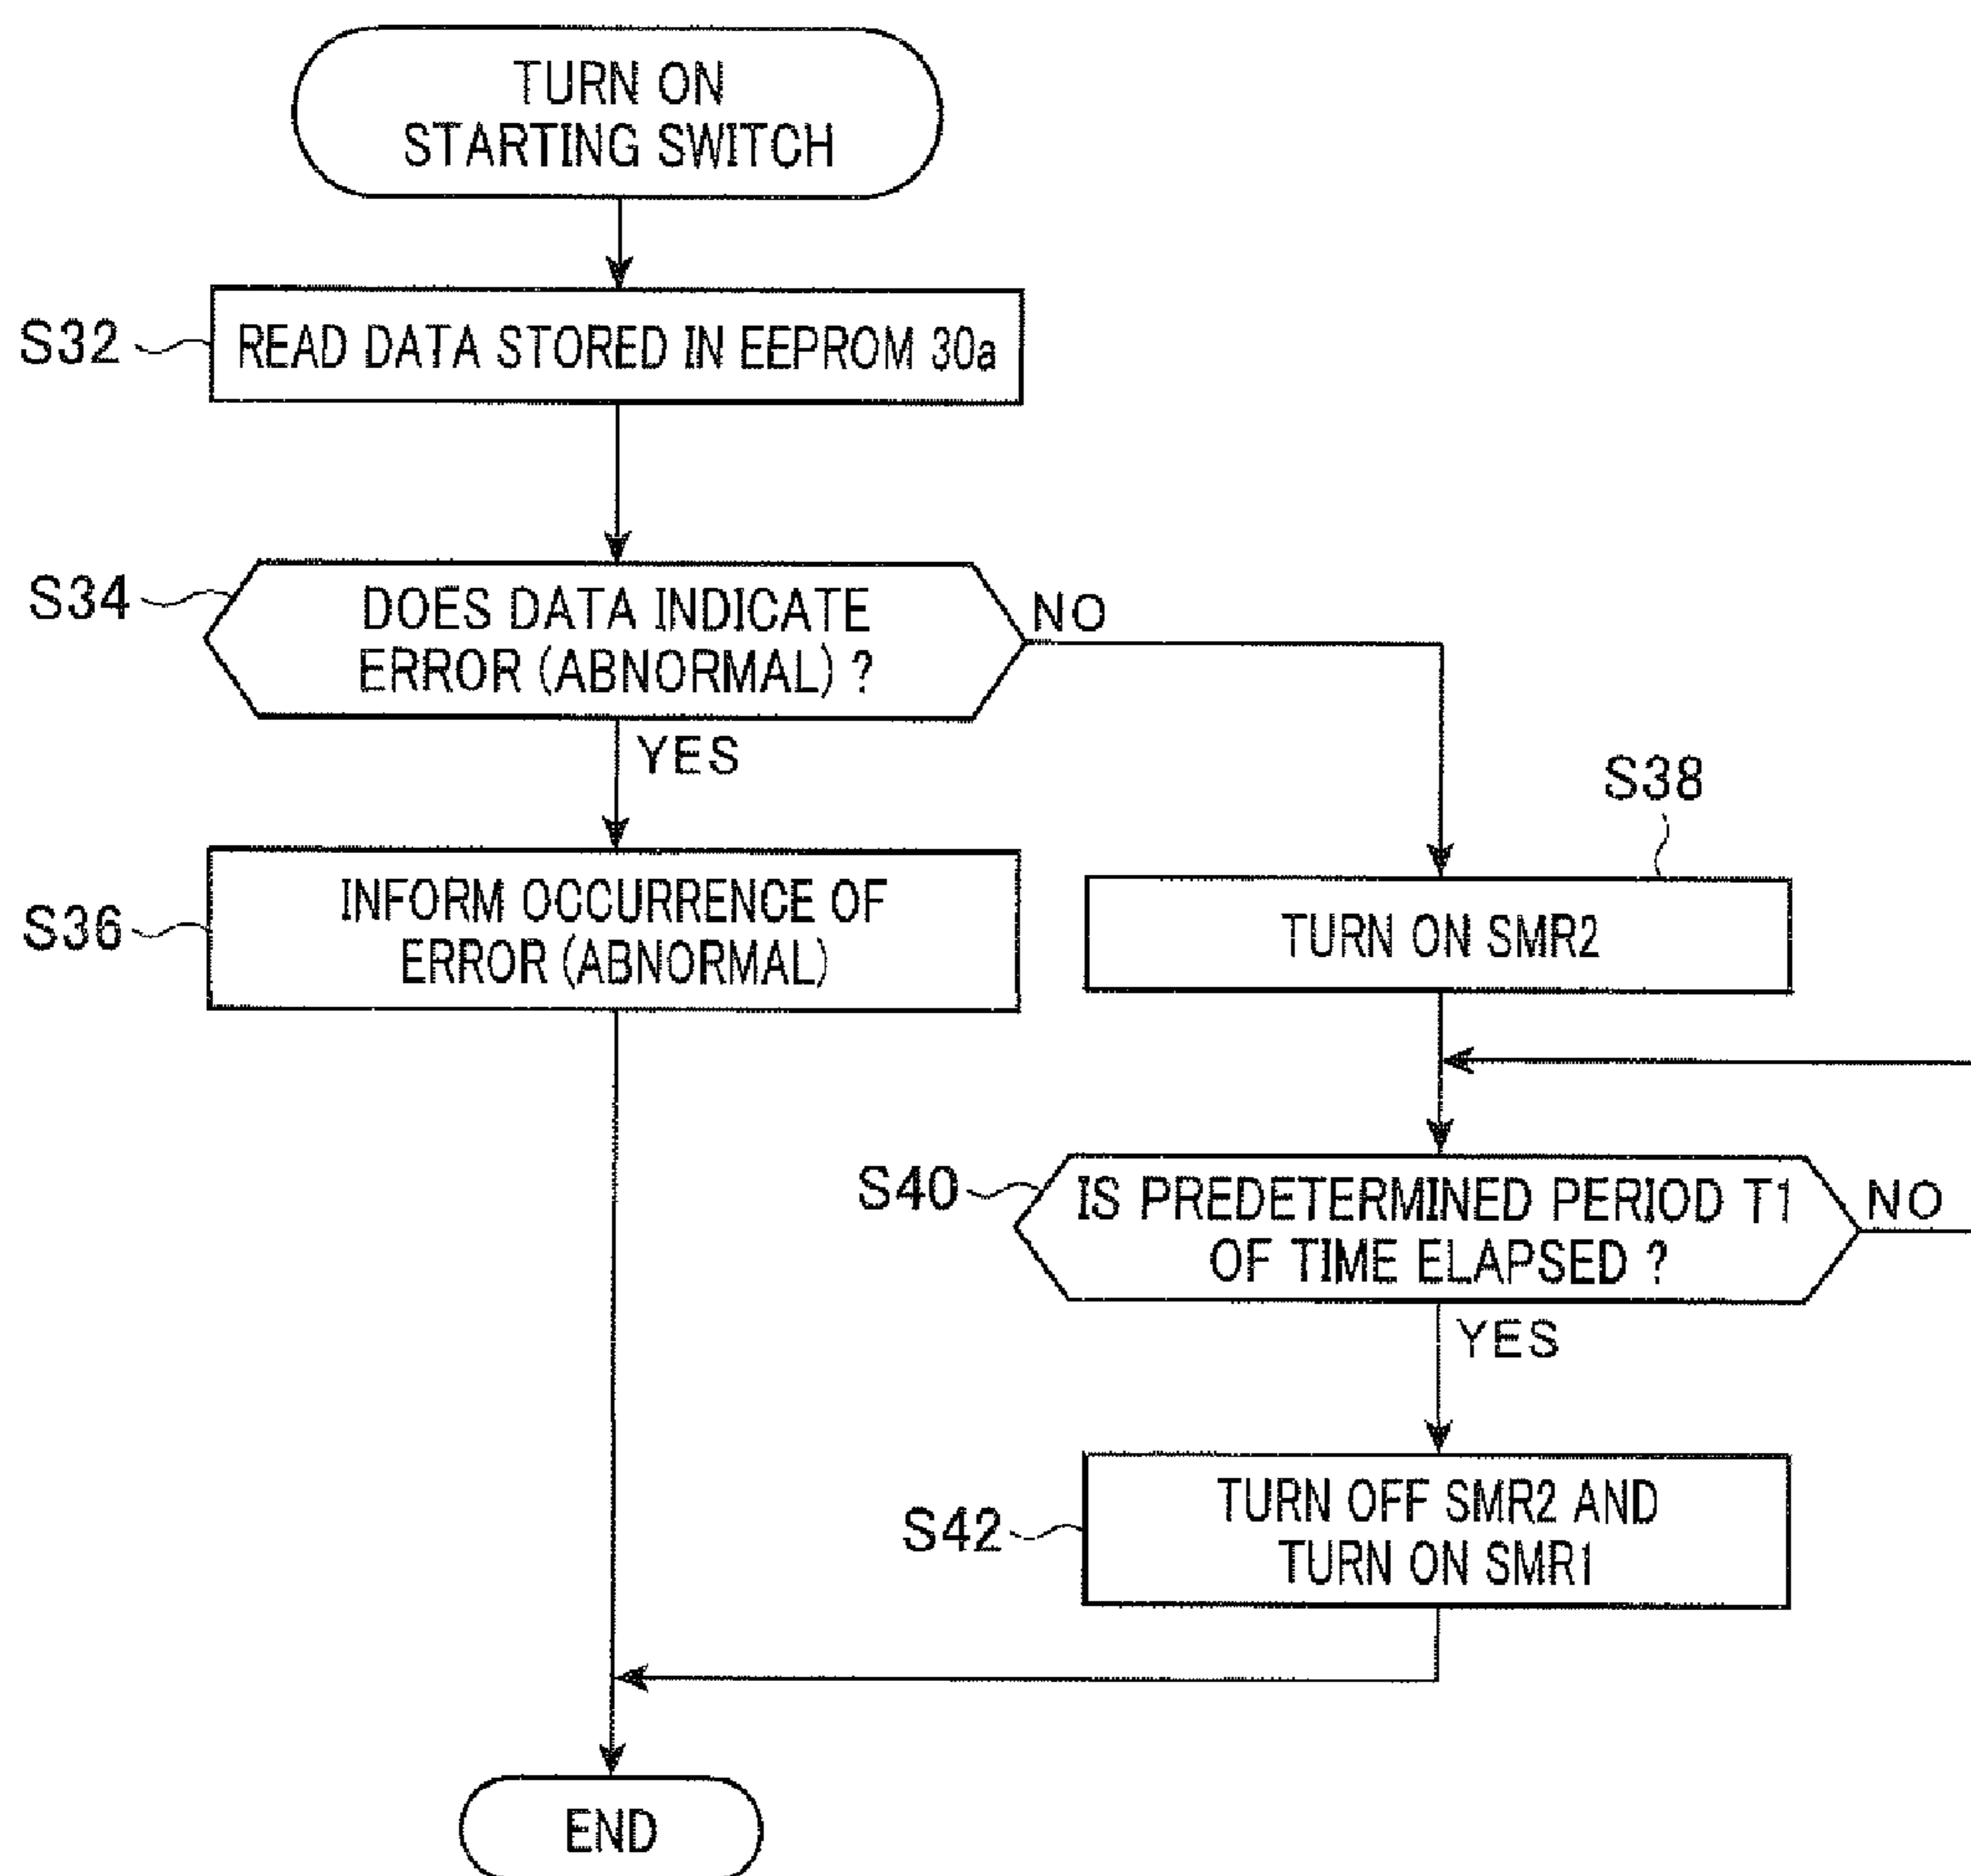 TURN ON
STARTING SWITCH
S32
READ DATA STORED IN EEPROM 30a
S34
DOES DATA INDICATE
ERROR (ABNORMAL) ?
NO
YES
S36
INFORM OCCURRENCE OF
ERROR (ABNORMAL)
S38
TURN ON SMR2
S40
IS PREDETERMINED PERIOD T1
OF TIME ELAPSED ?
NO
YES
S42
TURN OFF SMR2 AND
TURN ON SMR1
END